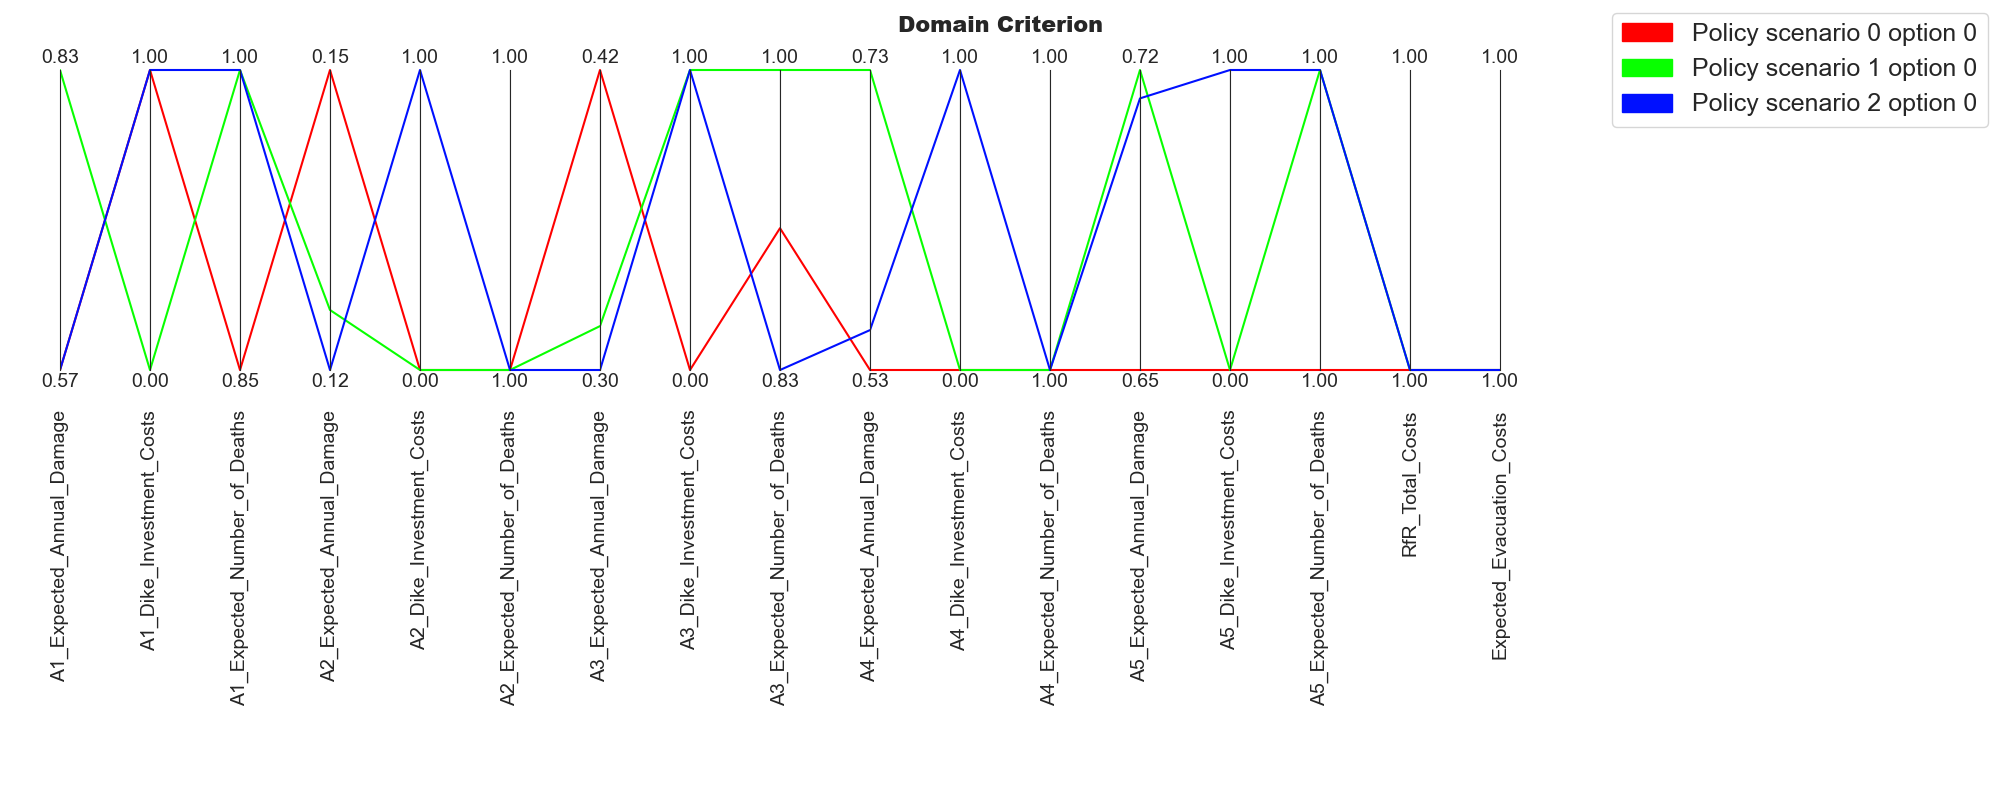 Domain Criterion
Policy scenario 0 option 0
Policy scenario 1 option 0
Policy scenario 2 option 0
0.83 1.00 1.00 0.15 1.00 1.00 0.42 1.00 1.00 0.73 1.00 1.00 0.72 1.00 1.00 1.00 1.00
0.57 0.00 0.85 0.12 0.00 1.00 0.30 0.00 0.83 0.53 0.00 1.00 0.65 0.00 1.00 1.00 1.00
A1_Expected_Annual_Damage
A1_Dike_Investment_Costs
A1_Expected_Number_of_Deaths
A2_Expected_Annual_Damage
A2_Dike_Investment_Costs
A2_Expected_Number_of_Deaths
A3_Expected_Annual_Damage
A3_Dike_Investment_Costs
A3_Expected_Number_of_Deaths
A4_Expected_Annual_Damage
A4_Dike_Investment_Costs
A4_Expected_Number_of_Deaths
A5_Expected_Annual_Damage
A5_Dike_Investment_Costs
A5_Expected_Number_of_Deaths
RfR_Total_Costs
Expected_Evacuation_Costs